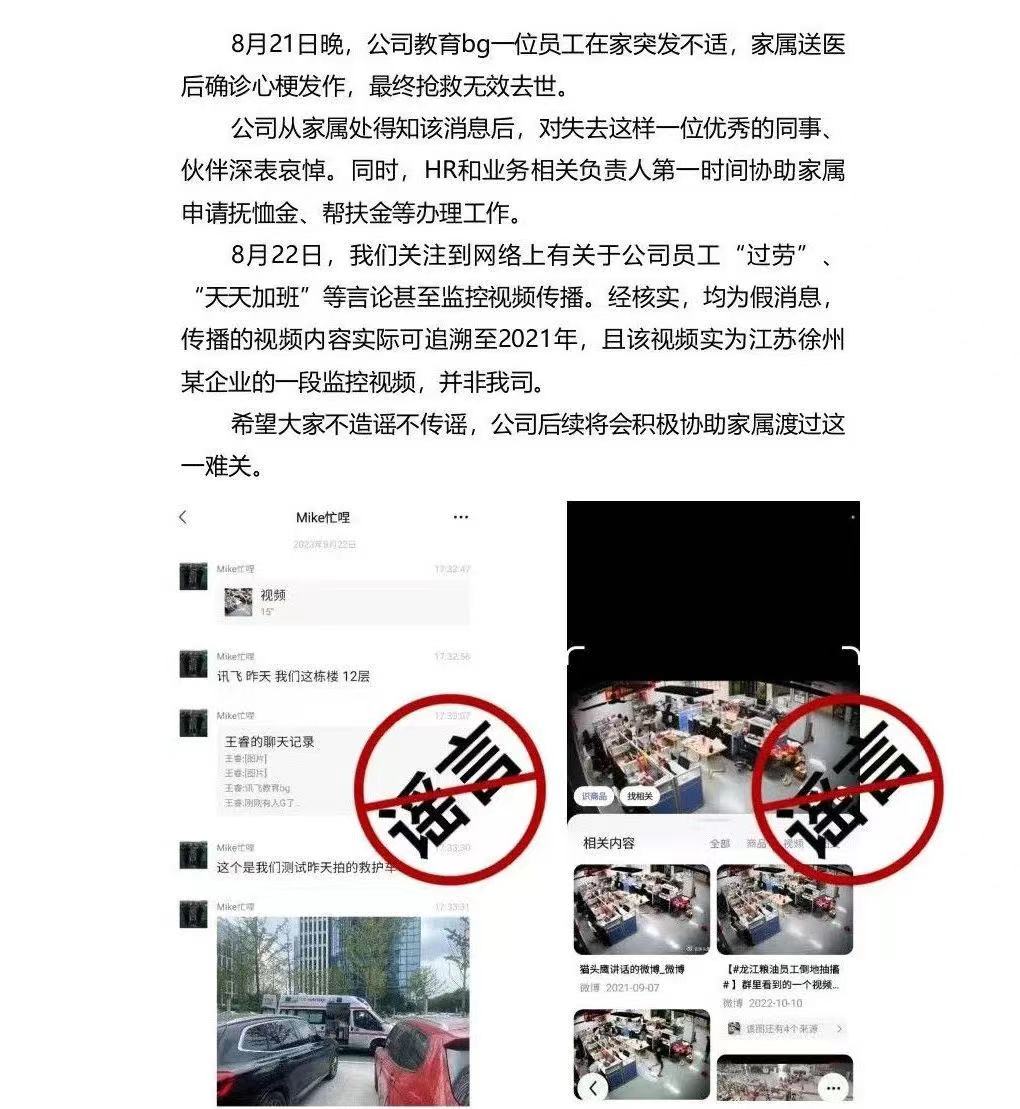 8月21日晚，公司教育bg一位员工在家突发不适，家属送医
后确诊心梗发作，最终抢救无效去世。
公司从家属处得知该消息后，对失去这样一位优秀的同事、
伙伴深表哀悼。同时，HR和业务相关负责人第一时间协助家属
申请抚恤金、帮扶金等办理工作。
8月22日，我们关注到网络上有关于公司员工“过劳”、
“天天加班”等言论甚至监控视频传播。经核实，均为假消息，
传播的视频内容实际可追溯至2021年，且该视频实为江苏徐州
某企业的一段监控视频，并非我司。
希望大家不造谣不传谣，公司后续将会积极协助家属渡过这
一难关。
Mike忙哩
2023年8月22日
Mike忙哩 17:32:47
视频
15"
Mike忙哩 17:32:56
讯飞 昨天 我们这栋楼 12层
Mike忙哩 17:33:07
王睿的聊天记录
王睿:[图片]
王睿:[图片]
王睿:讯飞教育bg
王睿:刚刚有人G了...
Mike忙哩 17:33:30
这个是我们测试昨天拍的救护车
Mike忙哩 17:33:31
谣言
识商品 找相关
相关内容 全部 商品 视频
猫头鹰讲话的微博_微博
微博 2021-09-07
【#龙江粮油员工倒地抽搐
#】群里看到的一个视频...
微博 2022-10-10
该图还有4个来源
谣言